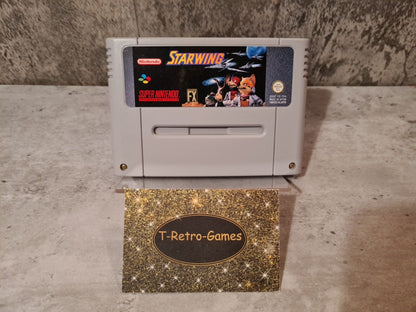 Nintendo
STARWING
FX
SUPER NINTENDO
T-Retro-Games